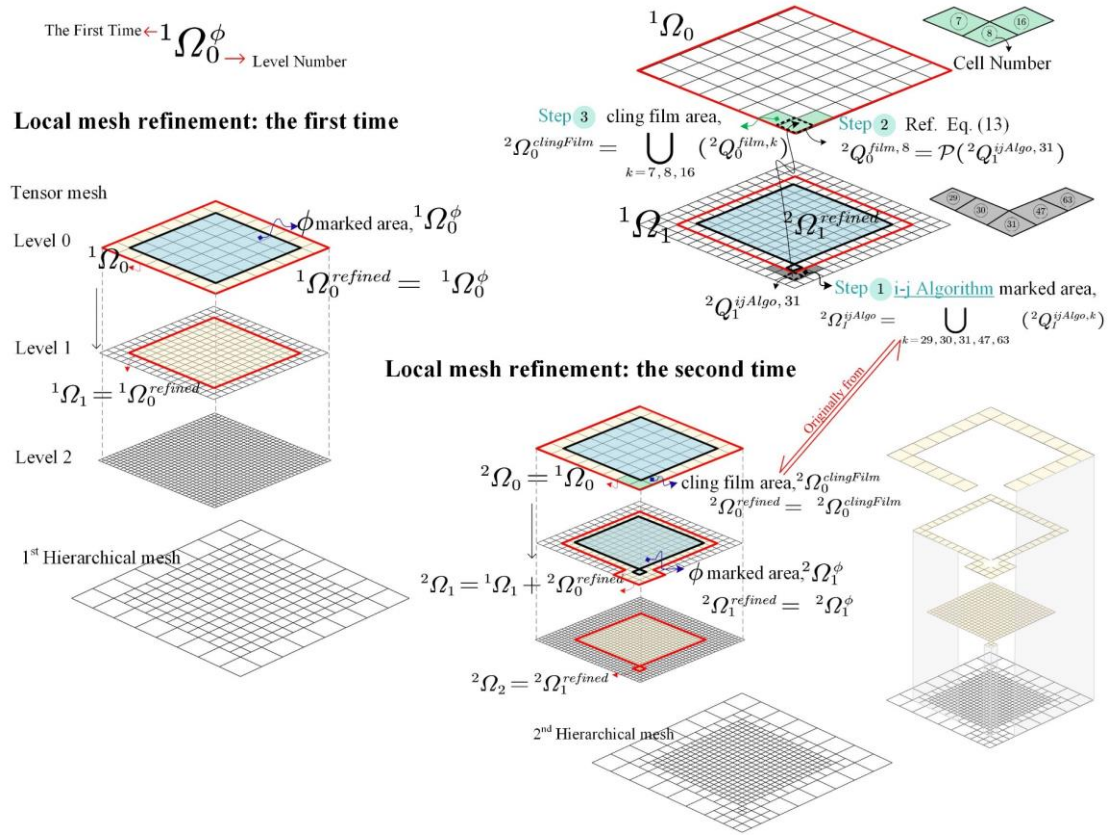 The First Time ← ¹Ω₀^ϕ → Level Number
Local mesh refinement: the first time
Tensor mesh
Level 0
¹Ω₀
ϕ marked area, ¹Ω₀^ϕ
¹Ω₀^refined = ¹Ω₀^ϕ
Level 1
¹Ω₁ = ¹Ω₀^refined
Level 2
1st Hierarchical mesh
¹Ω₀
7 8 16
Cell Number
Step 3 cling film area,
²Ω₀^clingFilm = ⋃ (²Q₀^film,k)
k = 7, 8, 16
Step 2 Ref. Eq. (13)
²Q₀^film,8 = 𝒫(²Q₁^ijAlgo,31)
¹Ω₁
²Ω₁^refined
29 30 31 47 63
²Q₁^ijAlgo,31
Step 1 i-j Algorithm marked area,
²Ω_l^ijAlgo = ⋃ (²Q_l^ijAlgo,k)
k = 29, 30, 31, 47, 63
Local mesh refinement: the second time
Originally from
²Ω₀ = ¹Ω₀
cling film area, ²Ω₀^clingFilm
²Ω₀^refined = ²Ω₀^clingFilm
²Ω₁ = ¹Ω₁ + ²Ω₀^refined
ϕ marked area, ²Ω₁^ϕ
²Ω₁^refined = ²Ω₁^ϕ
²Ω₂ = ²Ω₁^refined
2nd Hierarchical mesh